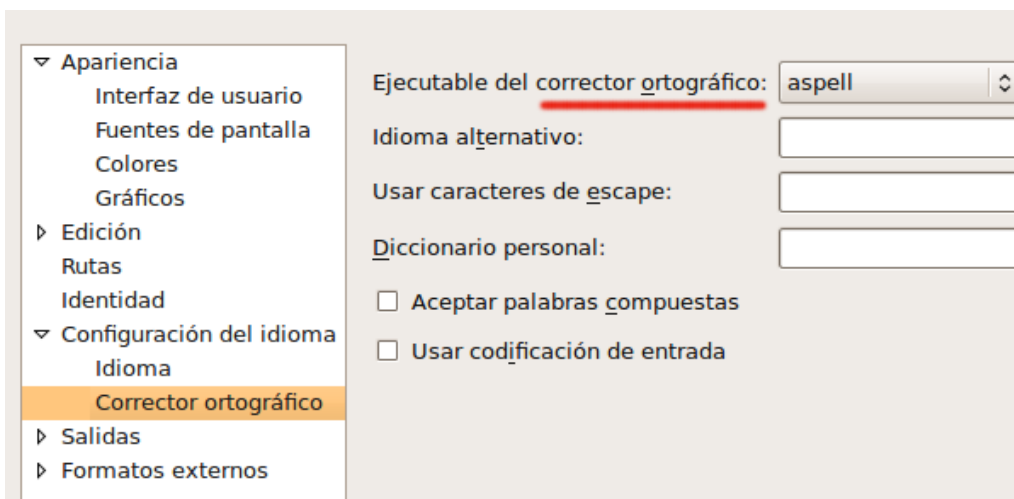 Apariencia
Interfaz de usuario
Fuentes de pantalla
Colores
Gráficos
Edición
Rutas
Identidad
Configuración del idioma
Idioma
Corrector ortográfico
Salidas
Formatos externos
Ejecutable del corrector ortográfico: aspell
Idioma alternativo:
Usar caracteres de escape:
Diccionario personal:
Aceptar palabras compuestas
Usar codificación de entrada